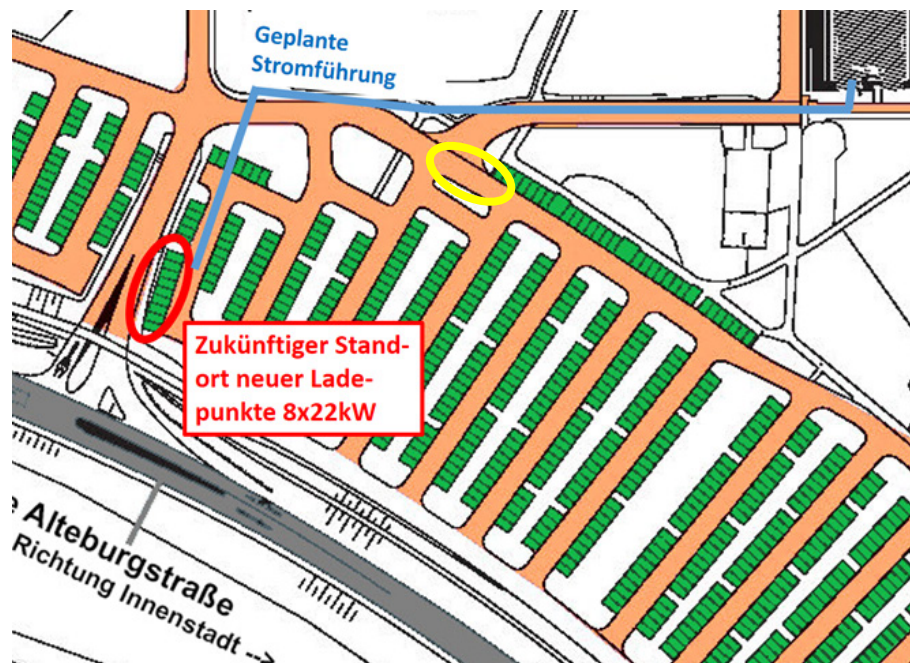 Geplante
Stromführung
Zukünftiger Stand-
ort neuer Lade-
punkte 8x22kW
e Alteburgstraße
Richtung Innenstadt -->